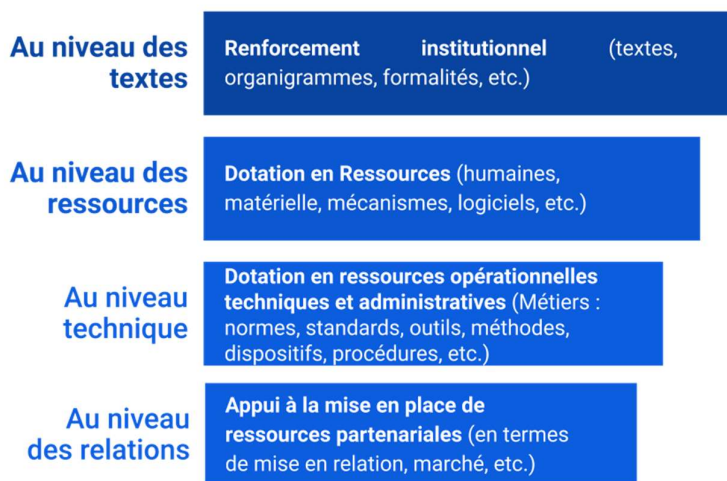 Au niveau des
textes
Renforcement institutionnel (textes,
organigrammes, formalités, etc.)
Au niveau des
ressources
Dotation en Ressources (humaines,
matérielle, mécanismes, logiciels, etc.)
Au niveau
technique
Dotation en ressources opérationnelles
techniques et administratives (Métiers :
normes, standards, outils, méthodes,
dispositifs, procédures, etc.)
Au niveau
des relations
Appui à la mise en place de
ressources partenariales (en termes
de mise en relation, marché, etc.)